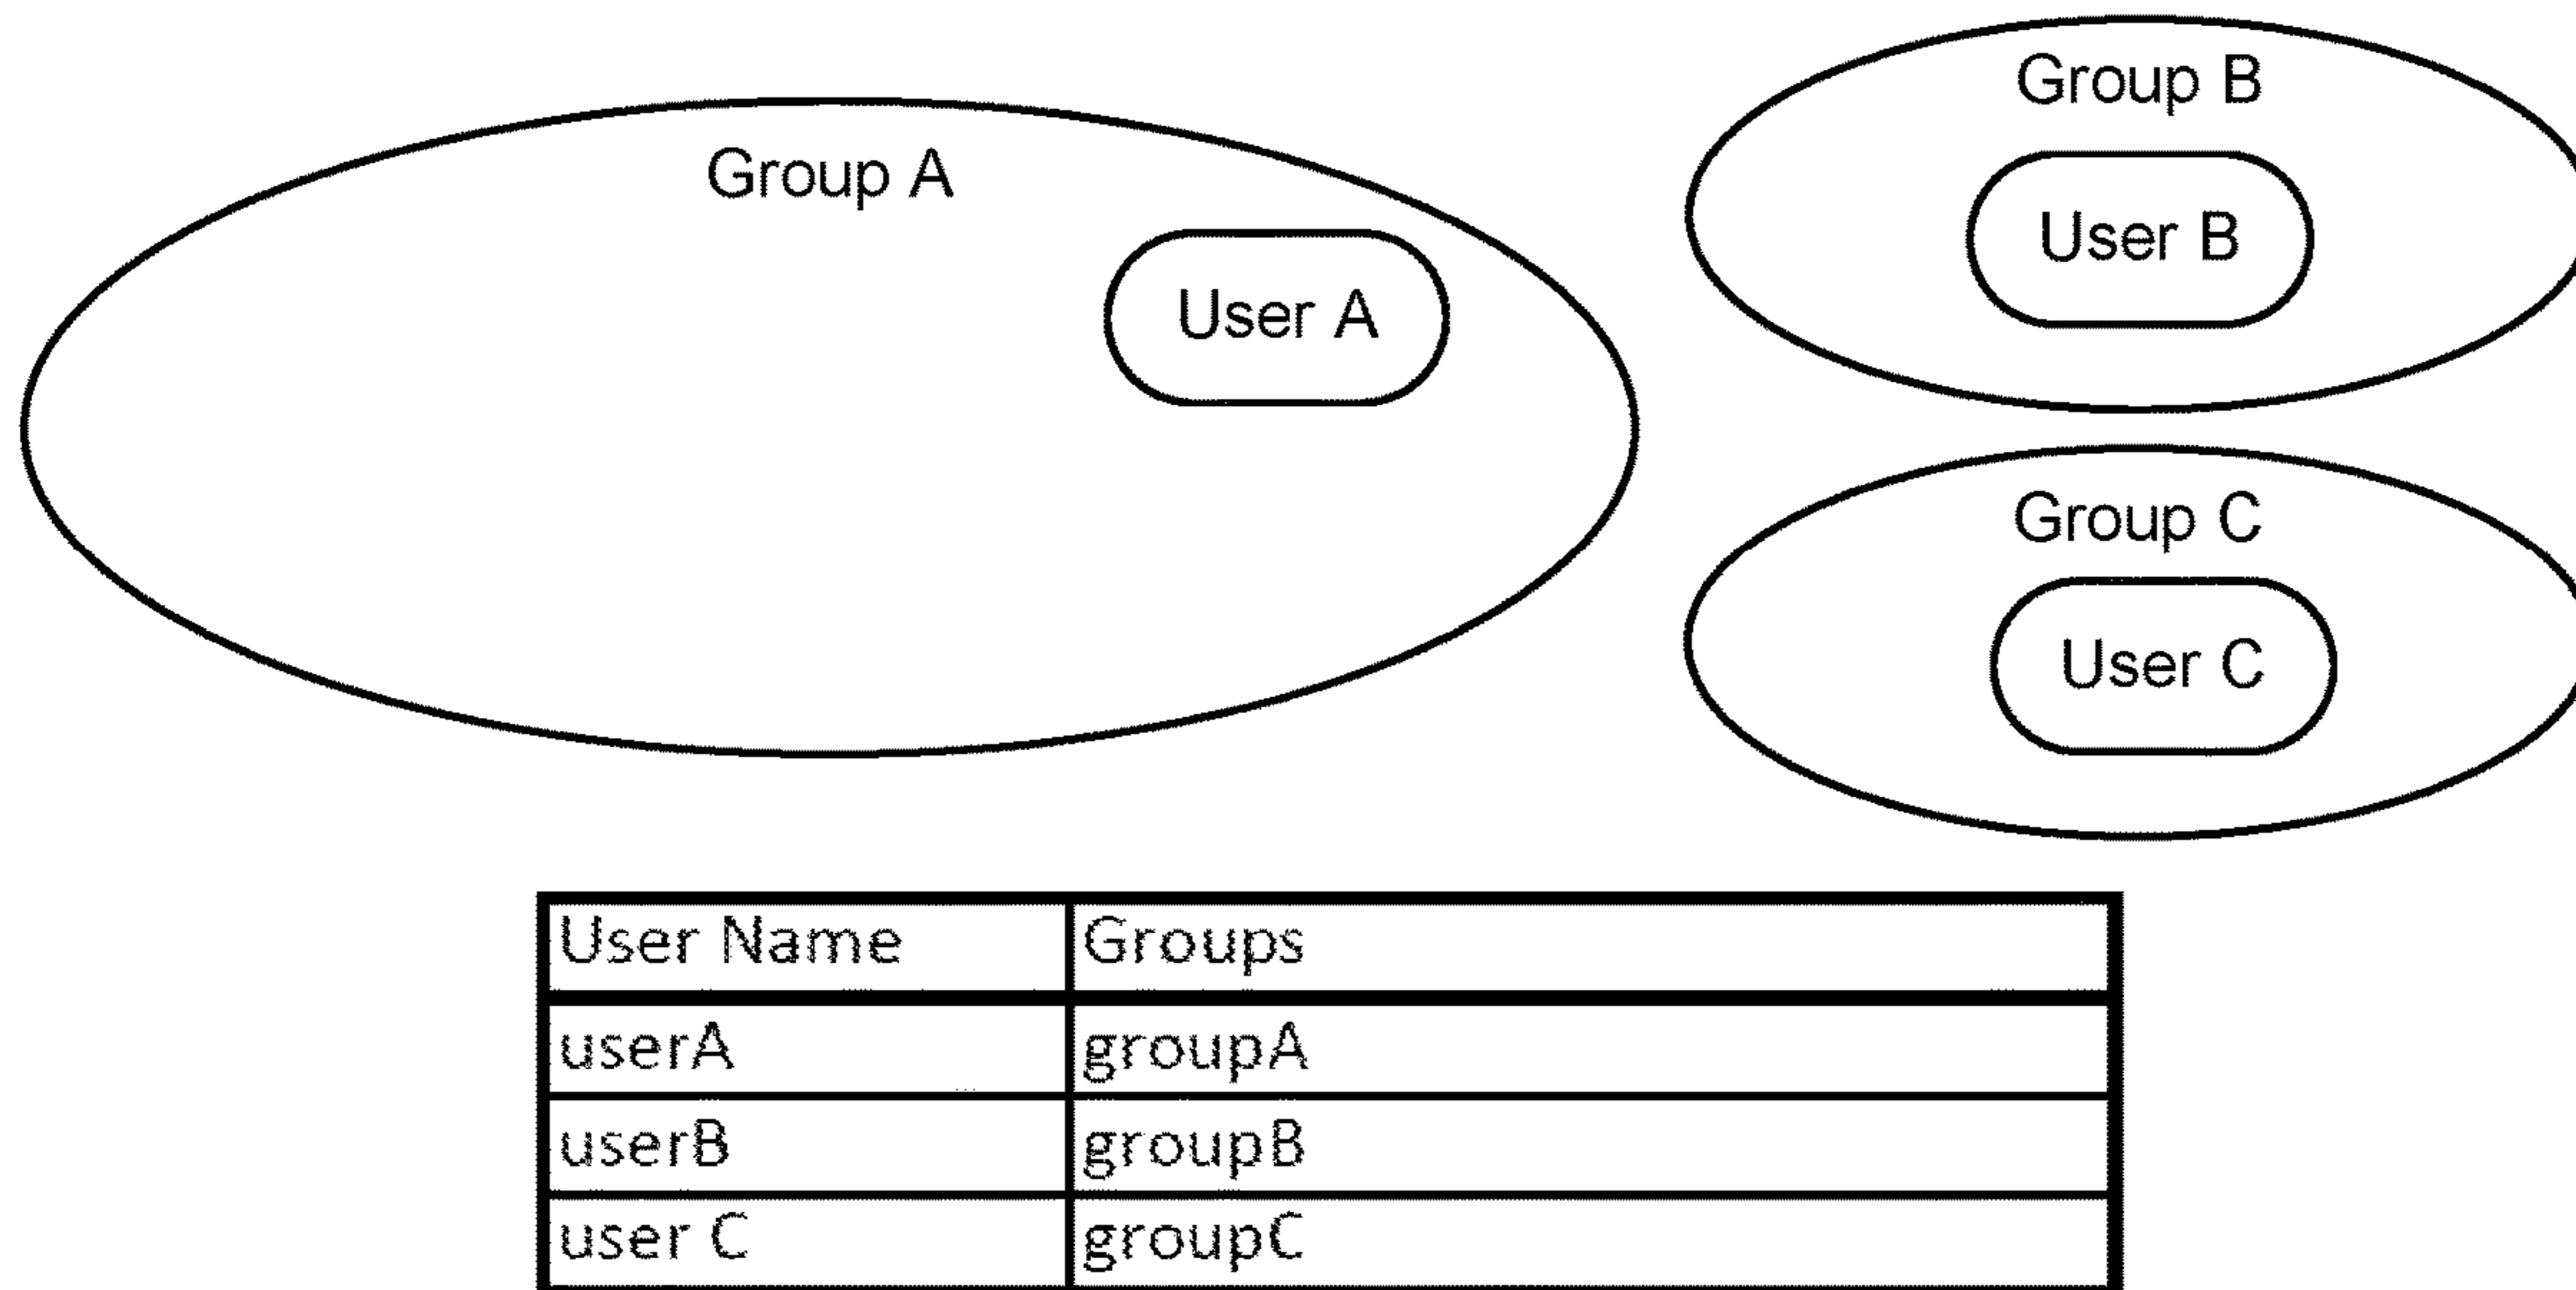 Group A
User A
Group B
User B
Group C
User C
User Name Groups
userA groupA
userB groupB
user C groupC